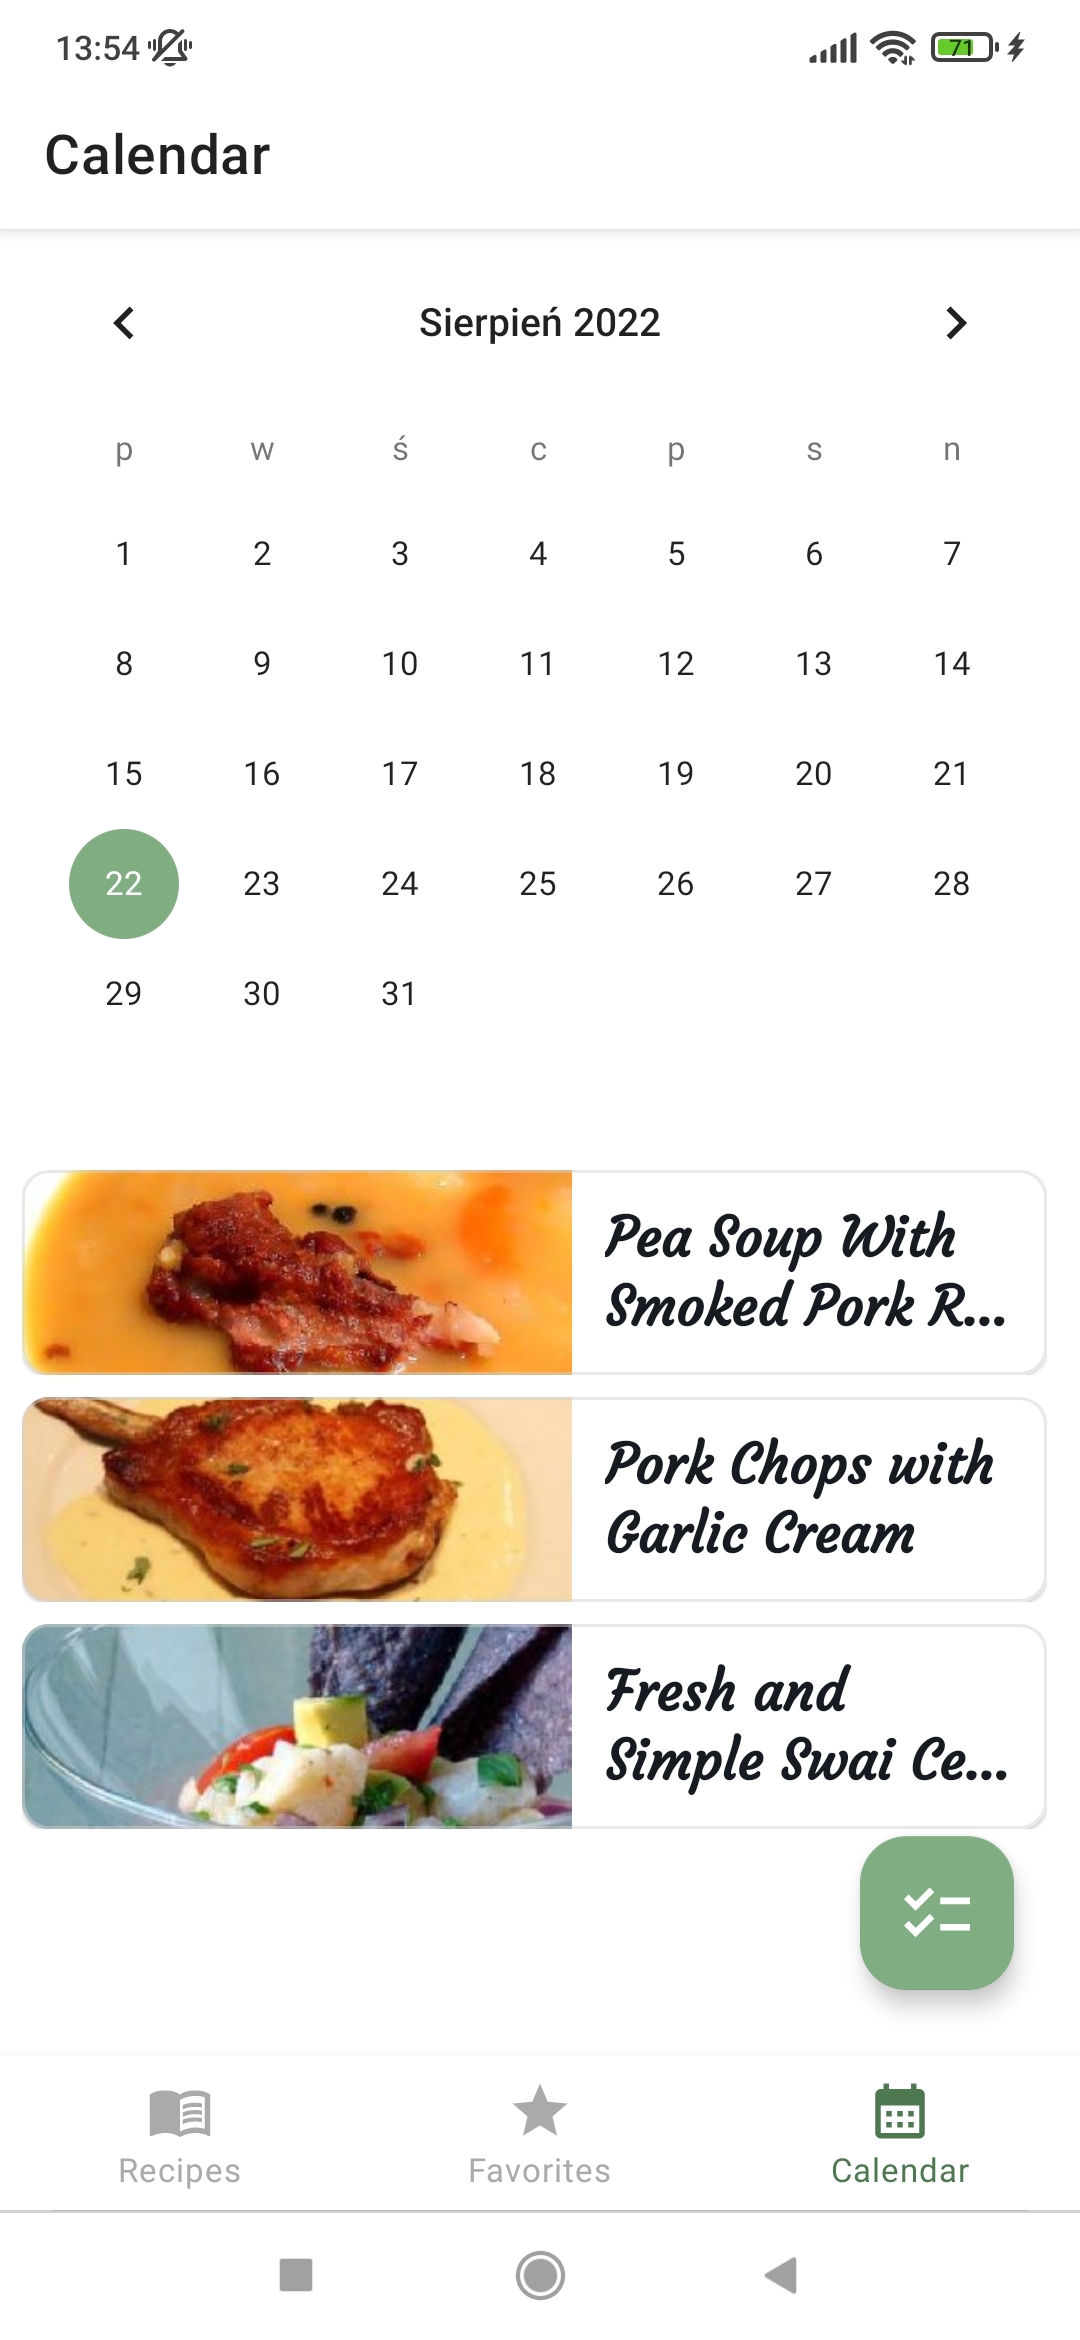 13:54
71
Calendar
Sierpień 2022
p w ś c p s n
1 2 3 4 5 6 7
8 9 10 11 12 13 14
15 16 17 18 19 20 21
22 23 24 25 26 27 28
29 30 31
Pea Soup With
Smoked Pork R...
Pork Chops with
Garlic Cream
Fresh and
Simple Swai Ce...
Recipes Favorites Calendar